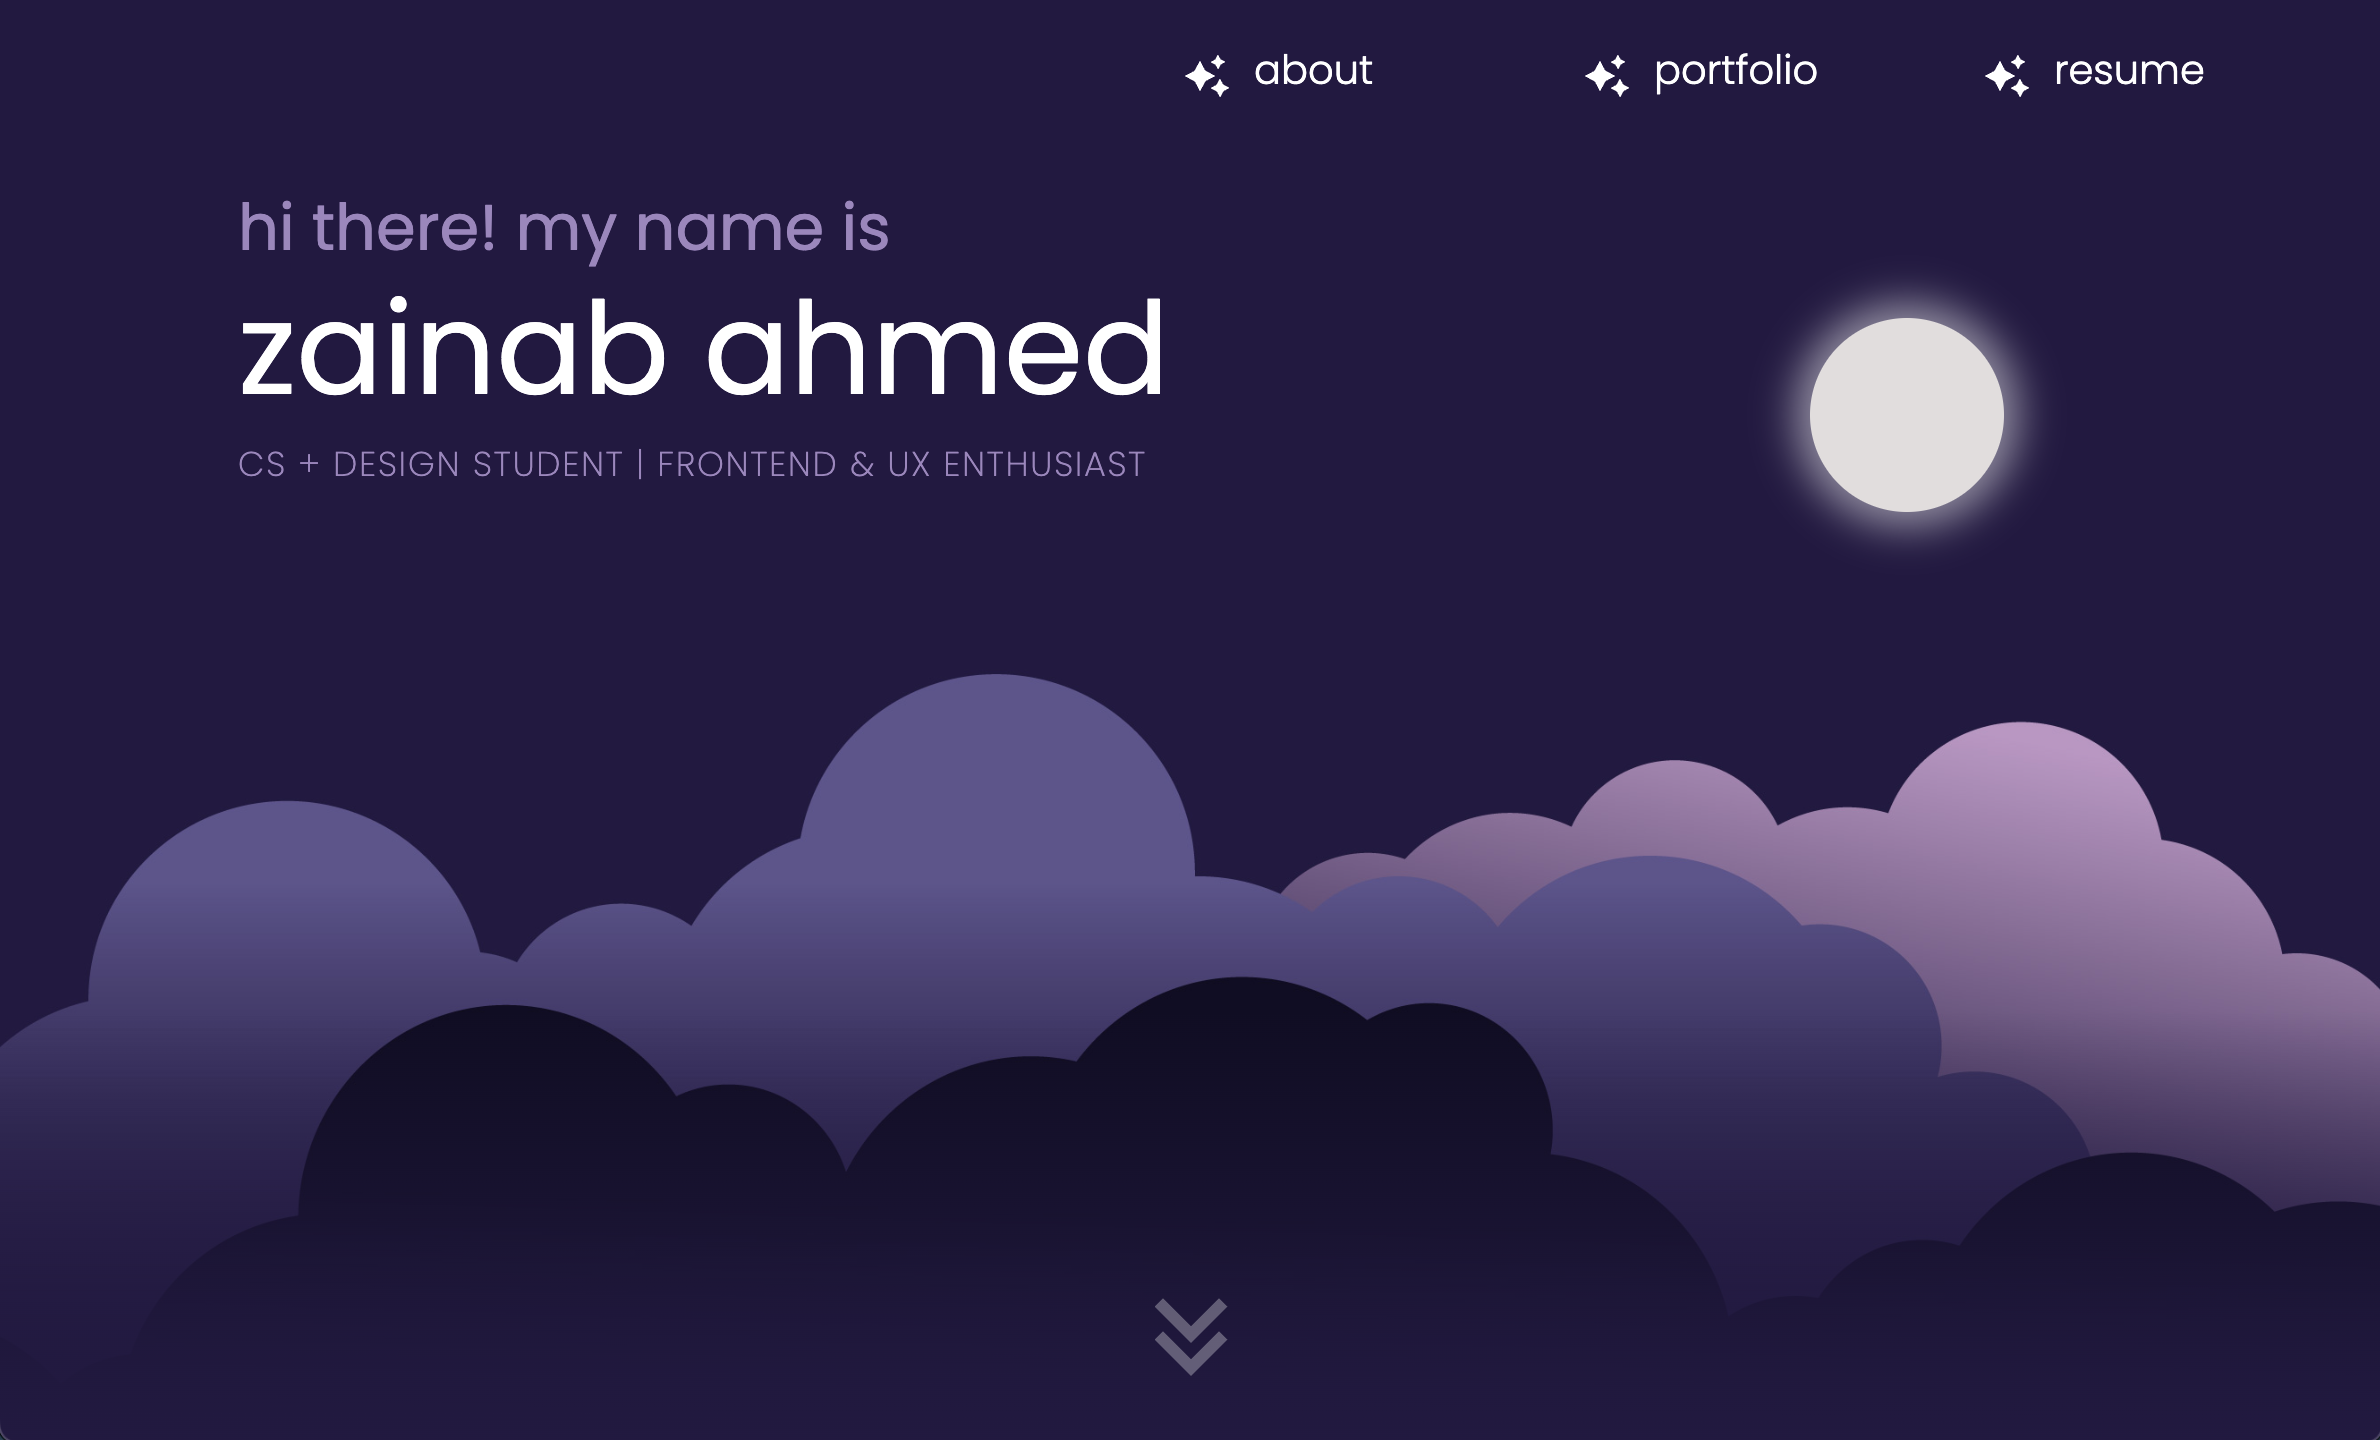 about portfolio resume
hi there! my name is
zainab ahmed
CS + DESIGN STUDENT | FRONTEND & UX ENTHUSIAST